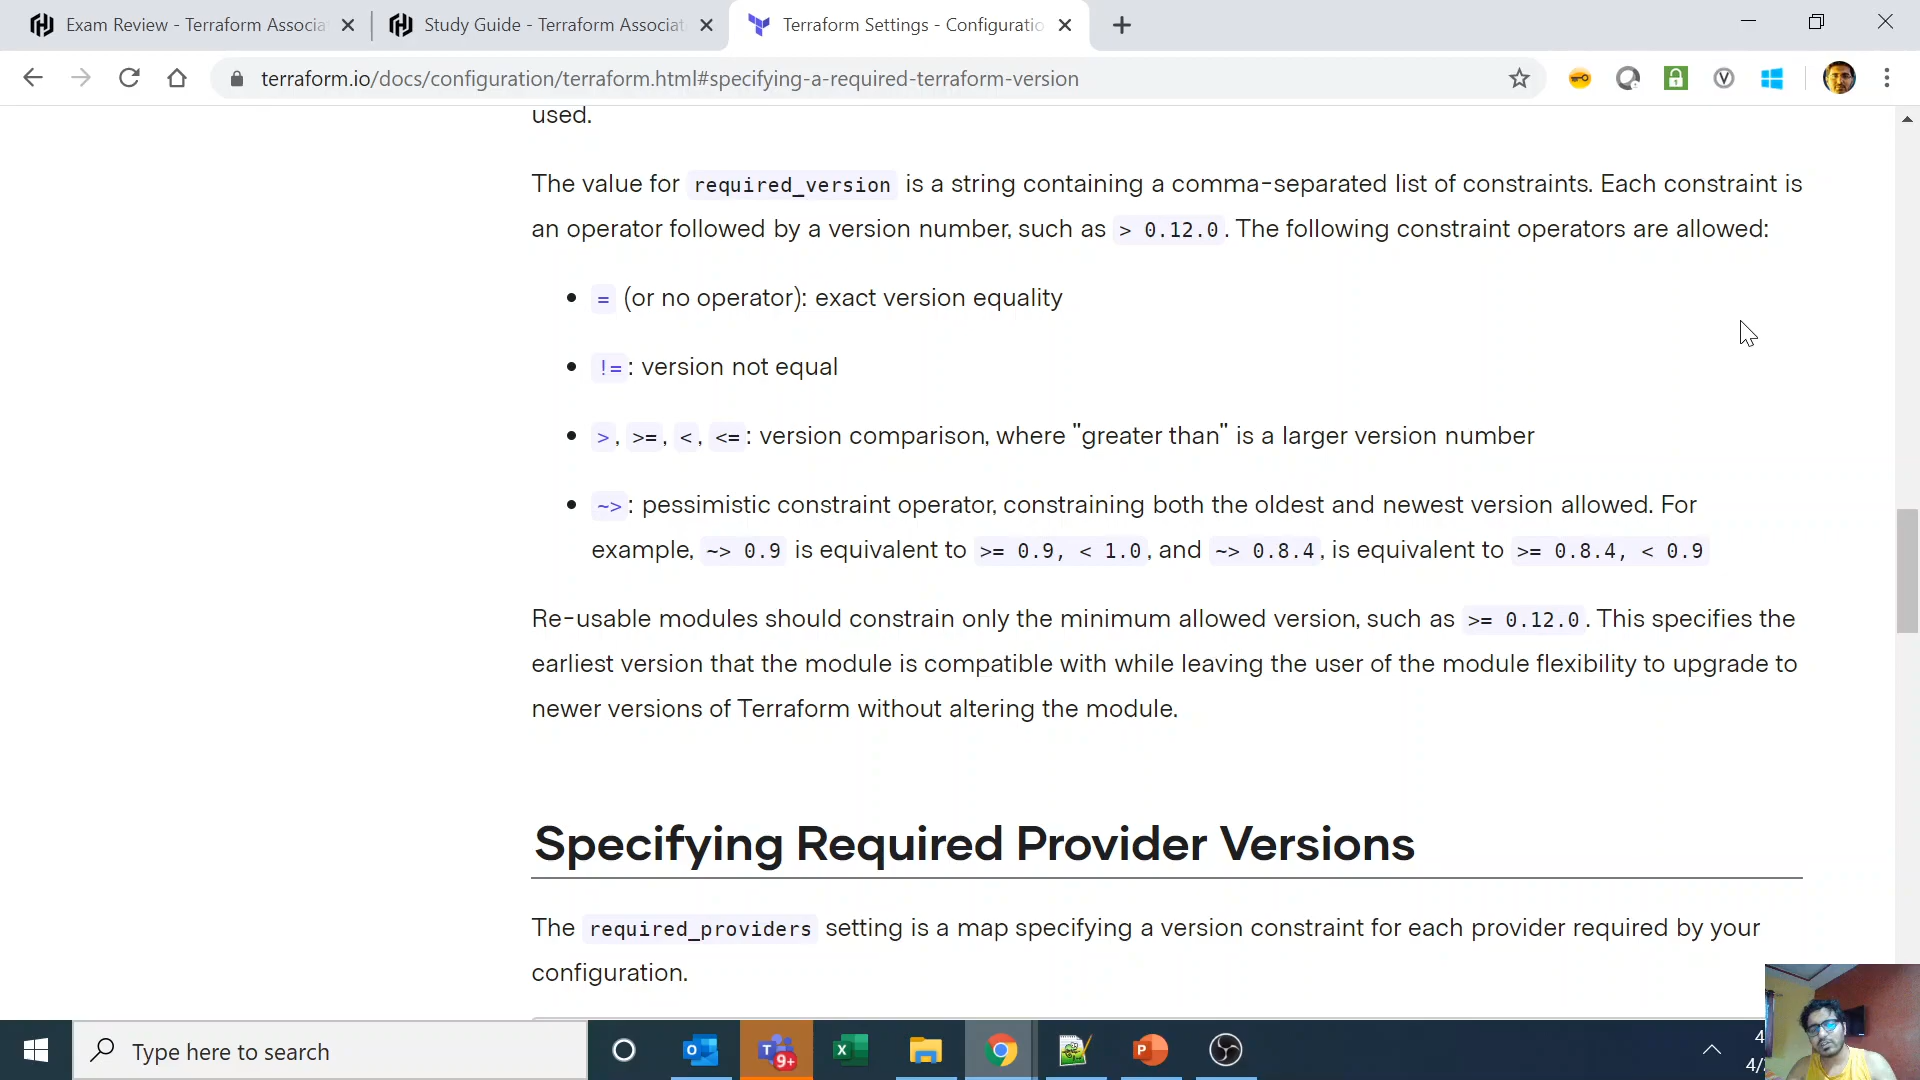 Exam Review - Terraform Associa
Study Guide - Terraform Associat
Terraform Settings - Configuratio
terraform.io/docs/configuration/terraform.html#specifying-a-required-terraform-version
used.
The value for required_version is a string containing a comma-separated list of constraints. Each constraint is
an operator followed by a version number, such as > 0.12.0. The following constraint operators are allowed:
• = (or no operator): exact version equality
• !=: version not equal
• >, >=, <, <=: version comparison, where "greater than" is a larger version number
• ~>: pessimistic constraint operator, constraining both the oldest and newest version allowed. For
example, ~> 0.9 is equivalent to >= 0.9, < 1.0, and ~> 0.8.4, is equivalent to >= 0.8.4, < 0.9
Re-usable modules should constrain only the minimum allowed version, such as >= 0.12.0. This specifies the
earliest version that the module is compatible with while leaving the user of the module flexibility to upgrade to
newer versions of Terraform without altering the module.
Specifying Required Provider Versions
The required_providers setting is a map specifying a version constraint for each provider required by your
configuration.
Type here to search
9+